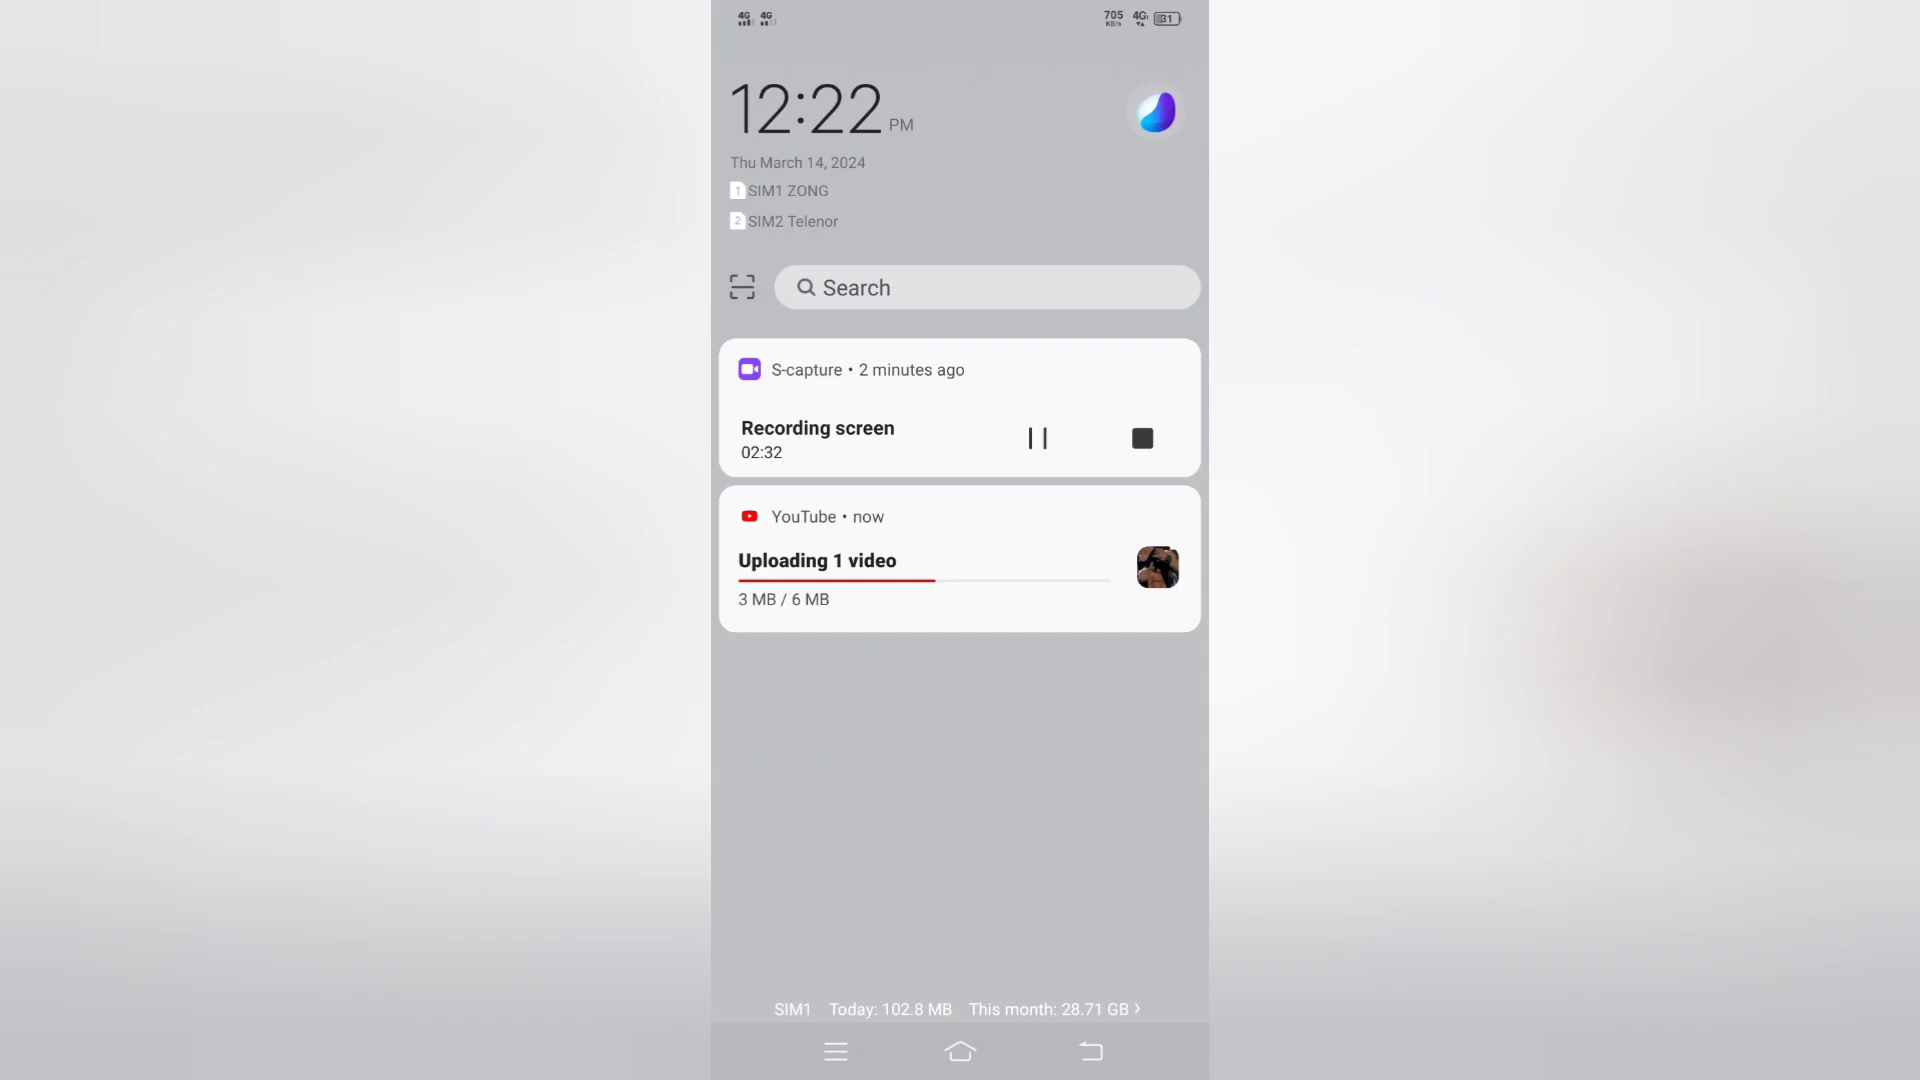 4G 4G 705 KB/s 4G 31
12:22 PM
Thu March 14, 2024
1 SIM1 ZONG
2 SIM2 Telenor
Search
S-capture • 2 minutes ago
Recording screen
02:32
YouTube • now
Uploading 1 video
3 MB / 6 MB
SIM1 Today: 102.8 MB This month: 28.71 GB